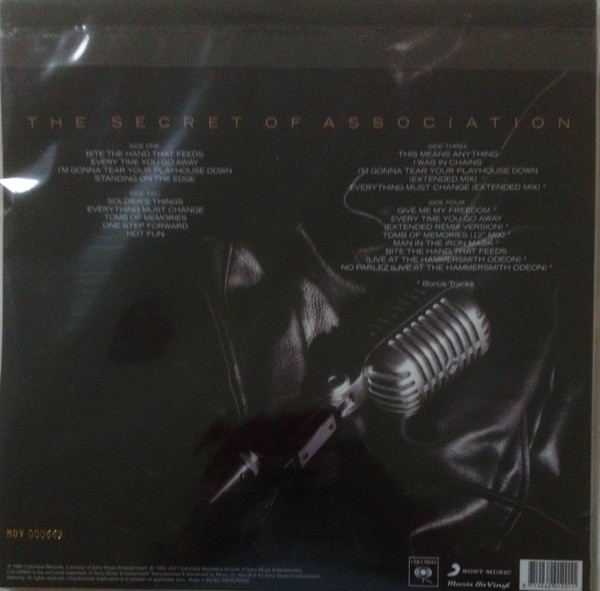 THE SECRET OF ASSOCIATION
SIDE ONE
BITE THE HAND THAT FEEDS
EVERY TIME YOU GO AWAY
I'M GONNA TEAR YOUR PLAYHOUSE DOWN
STANDING ON THE EDGE
SIDE TWO
SOLDIER'S THINGS
EVERYTHING MUST CHANGE
TOMB OF MEMORIES
ONE STEP FORWARD
HOT FUN
SIDE THREE
THIS MEANS ANYTHING
I WAS IN CHAINS
I'M GONNA TEAR YOUR PLAYHOUSE DOWN
(EXTENDED MIX) *
EVERYTHING MUST CHANGE (EXTENDED MIX) *
SIDE FOUR
GIVE ME MY FREEDOM *
EVERY TIME YOU GO AWAY
(EXTENDED REMIX VERSION) *
TOMB OF MEMORIES (12" MIX) *
MAN IN THE IRON MASK *
BITE THE HAND THAT FEEDS
(LIVE AT THE HAMMERSMITH ODEON) *
NO PARLEZ (LIVE AT THE HAMMERSMITH ODEON) *
* Bonus Tracks
MOV 000662
COLUMBIA
SONY MUSIC
Music On Vinyl